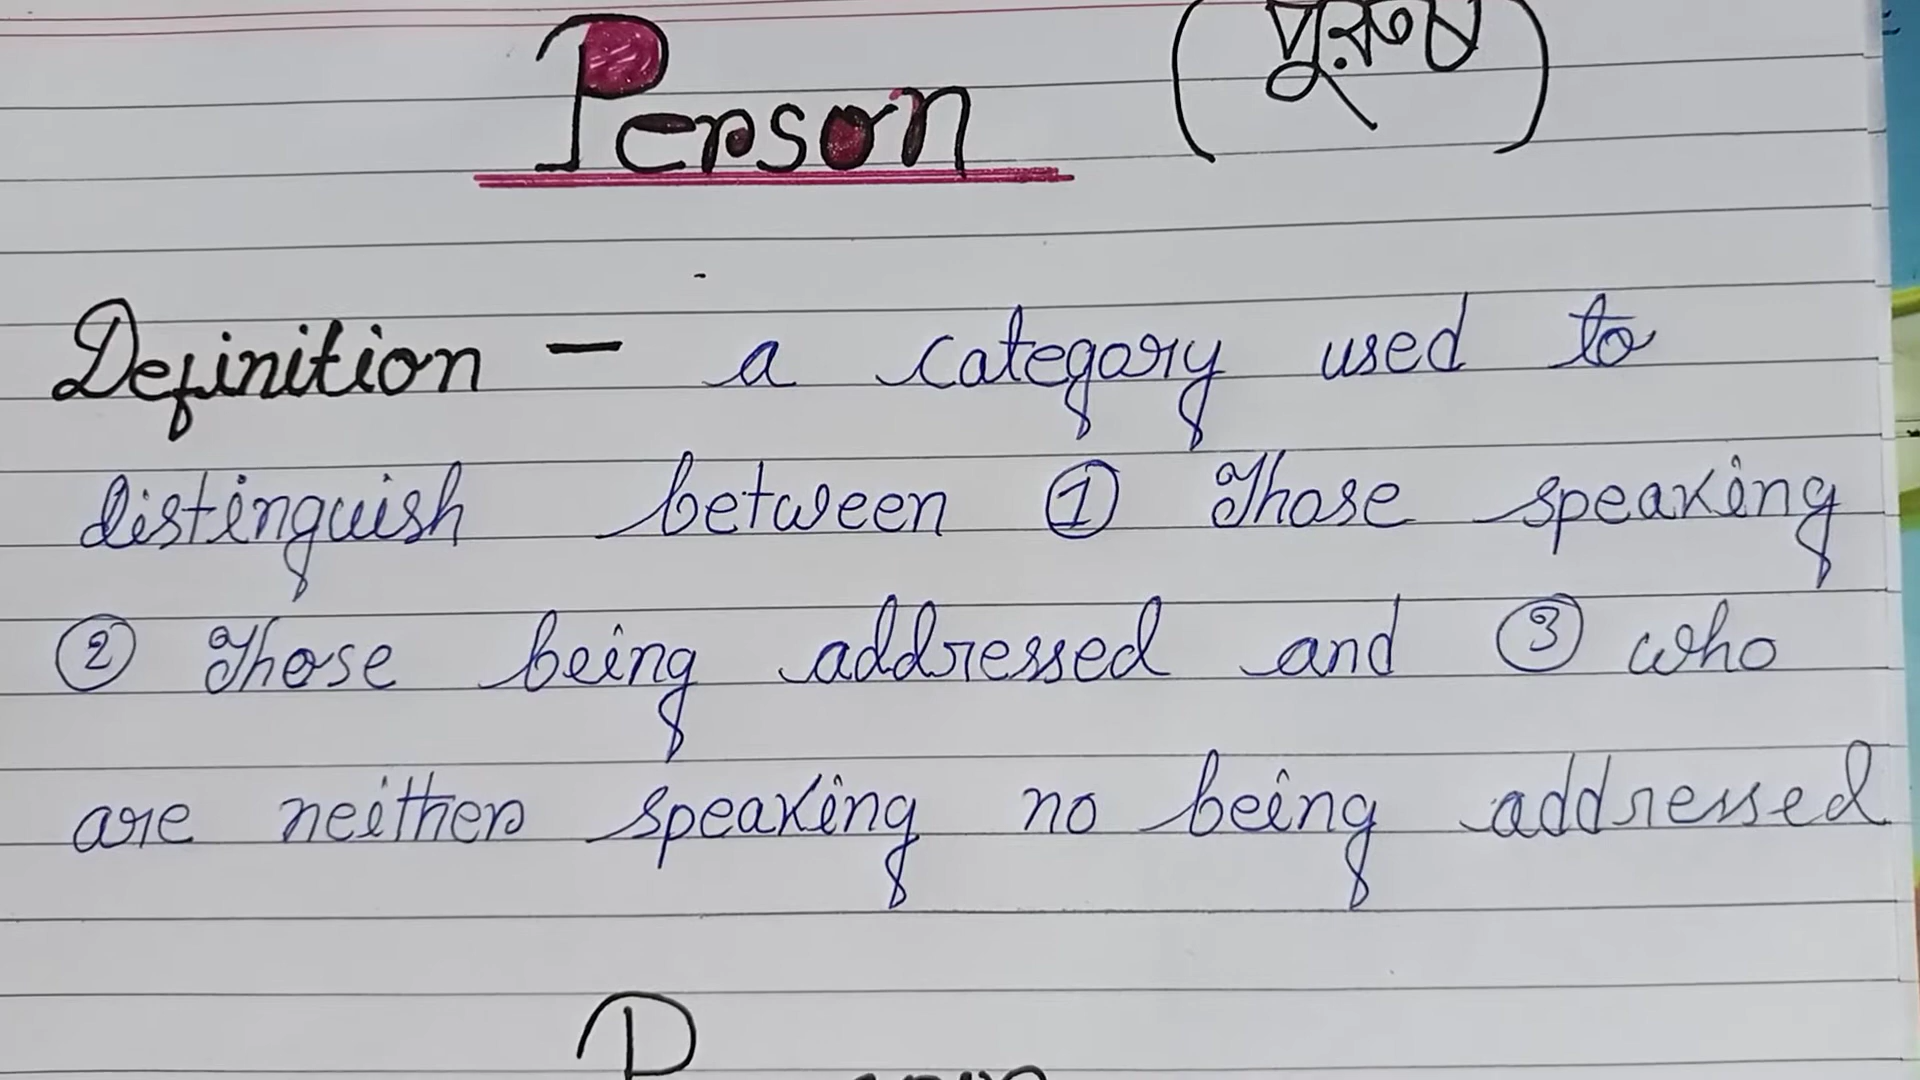 Person (পুরুষ)
Definition — a category used to
distinguish between ① Those speaking
② Those being addressed and ③ who
are neither speaking no being addressed